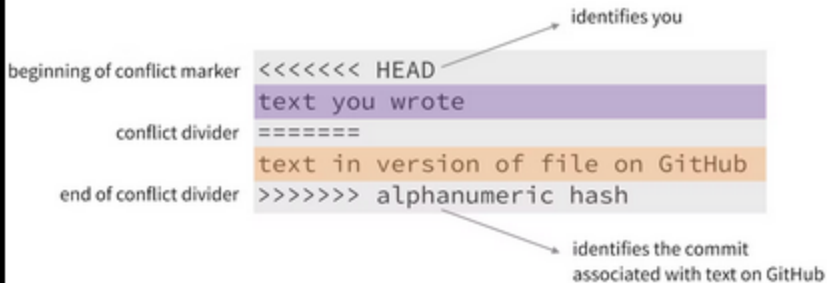 identifies you
beginning of conflict marker <<<<<<< HEAD
text you wrote
conflict divider =======
text in version of file on GitHub
end of conflict divider >>>>>>> alphanumeric hash
identifies the commit
associated with text on GitHub